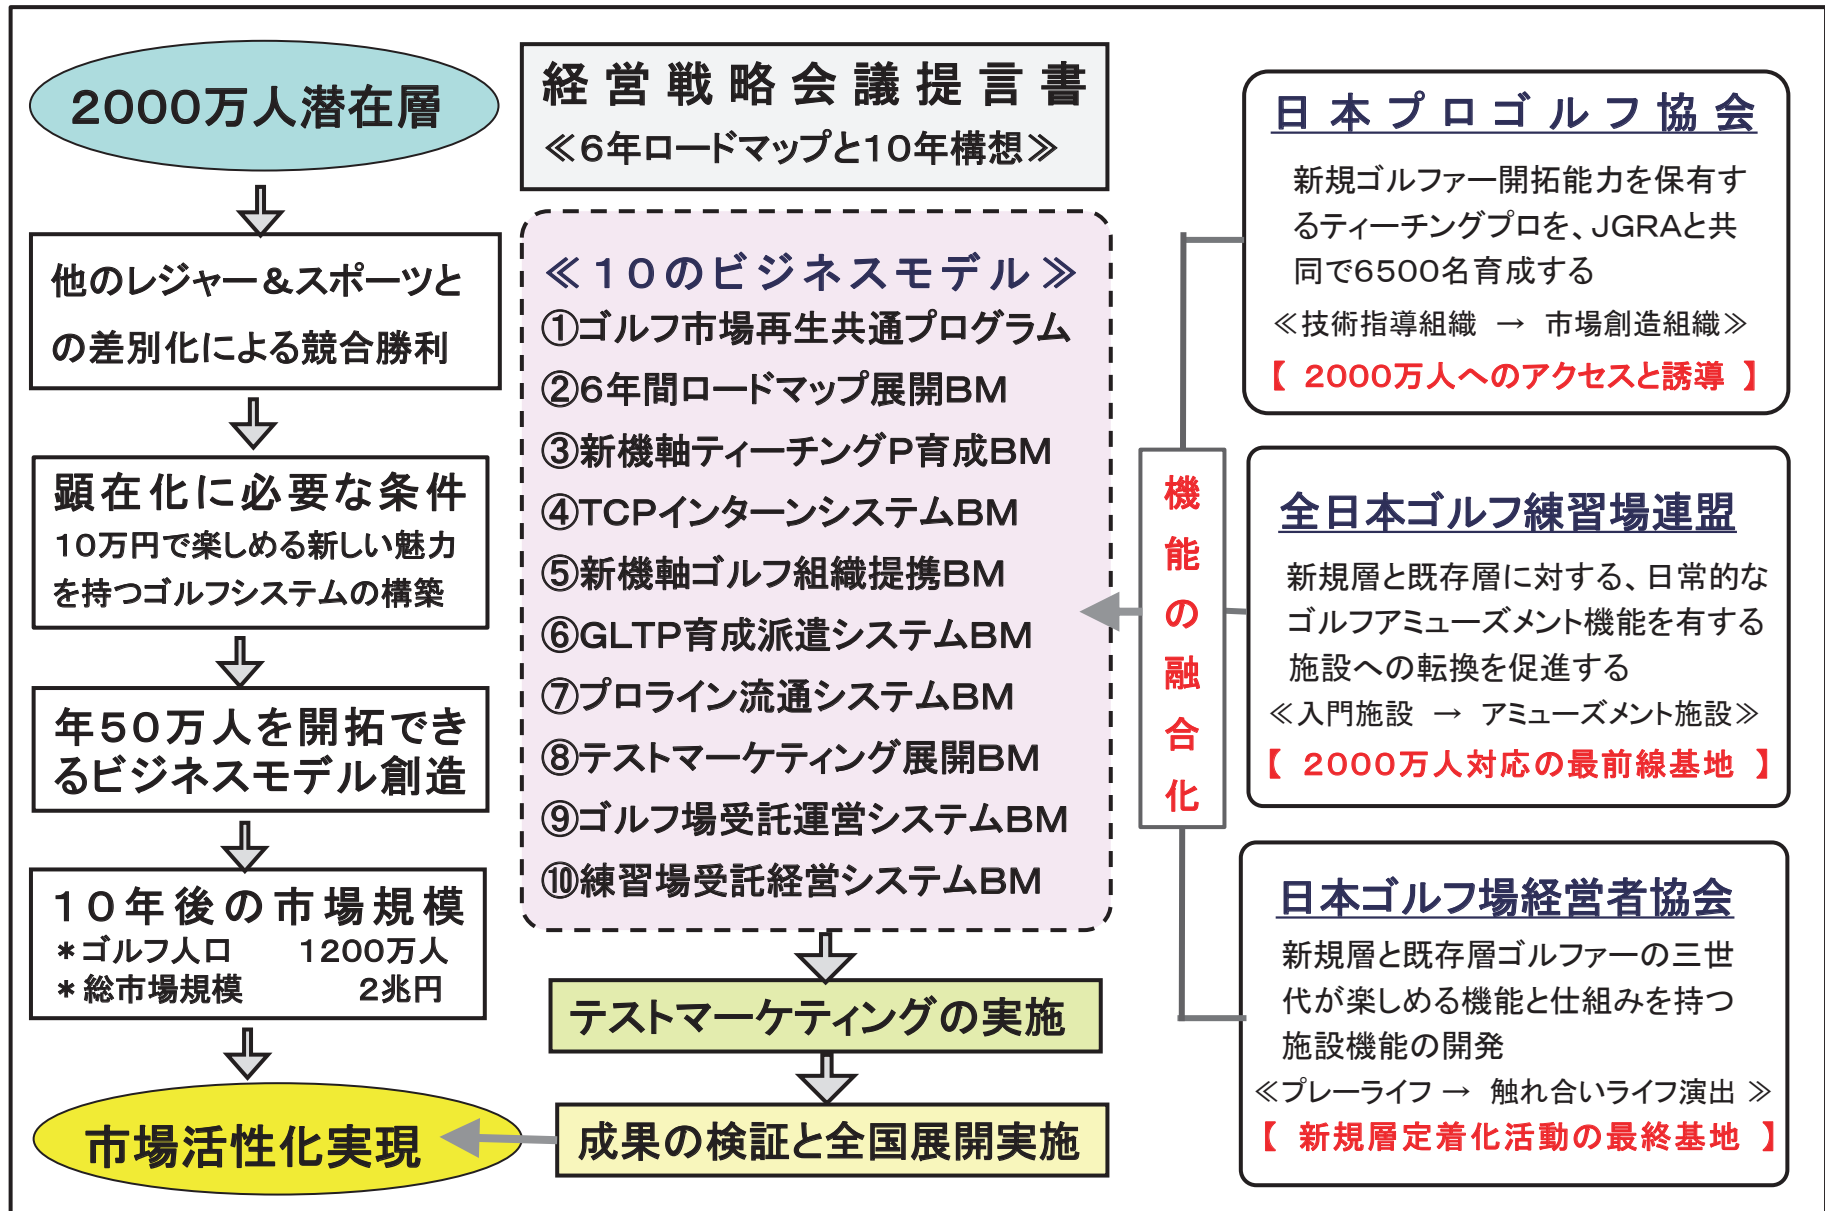 2000万人潜在層
他のレジャー＆スポーツと
の差別化による競合勝利
顕在化に必要な条件
10万円で楽しめる新しい魅力
を持つゴルフシステムの構築
年50万人を開拓でき
るビジネスモデル創造
10年後の市場規模
＊ゴルフ人口　1200万人
＊総市場規模　2兆円
市場活性化実現
経営戦略会議提言書
≪6年ロードマップと10年構想≫
≪10のビジネスモデル≫
①ゴルフ市場再生共通プログラム
②6年間ロードマップ展開BM
③新機軸ティーチングP育成BM
④TCPインターンシステムBM
⑤新機軸ゴルフ組織提携BM
⑥GLTP育成派遣システムBM
⑦プロライン流通システムBM
⑧テストマーケティング展開BM
⑨ゴルフ場受託運営システムBM
⑩練習場受託経営システムBM
テストマーケティングの実施
成果の検証と全国展開実施
機能の融合化
日本プロゴルフ協会
新規ゴルファー開拓能力を保有す
るティーチングプロを、JGRAと共
同で6500名育成する
≪技術指導組織　→　市場創造組織≫
【 2000万人へのアクセスと誘導 】
全日本ゴルフ練習場連盟
新規層と既存層に対する、日常的な
ゴルフアミューズメント機能を有する
施設への転換を促進する
≪入門施設　→　アミューズメント施設≫
【 2000万人対応の最前線基地 】
日本ゴルフ場経営者協会
新規層と既存層ゴルファーの三世
代が楽しめる機能と仕組みを持つ
施設機能の開発
≪プレーライフ →　触れ合いライフ演出 ≫
【 新規層定着化活動の最終基地 】